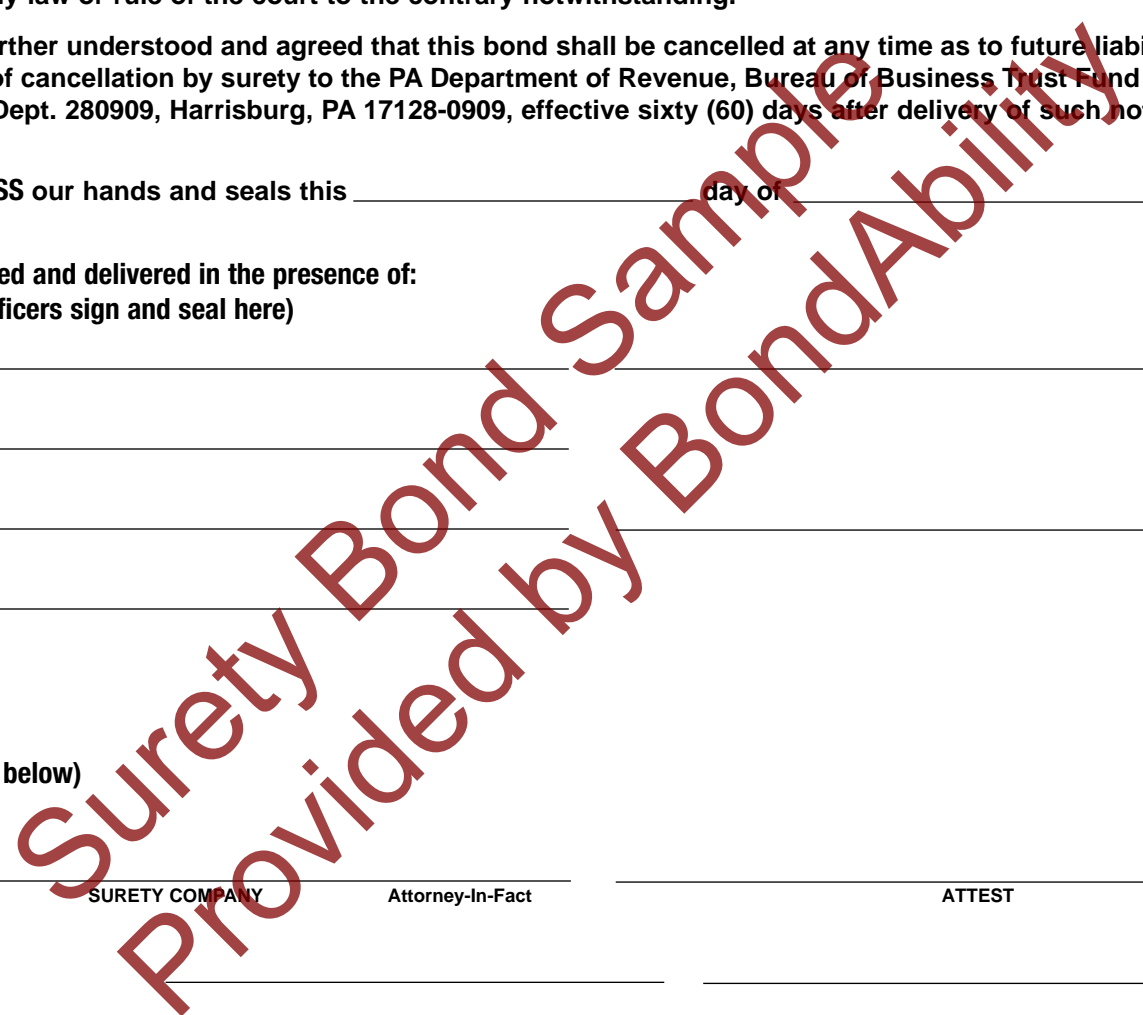 y law or rule of the court to the contrary notwithstanding.
rther understood and agreed that this bond shall be cancelled at any time as to future liabi
of cancellation by surety to the PA Department of Revenue, Bureau of Business Trust Fund
Dept. 280909, Harrisburg, PA 17128-0909, effective sixty (60) days after delivery of such not
SS our hands and seals this day of
ed and delivered in the presence of:
ficers sign and seal here)
below)
SURETY COMPANY Attorney-In-Fact ATTEST
Surety Bond Sample
Provided by BondAbility